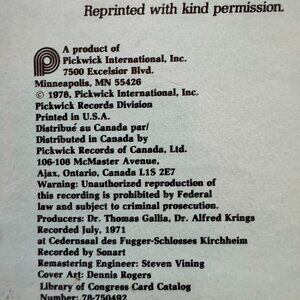 Reprinted with kind permission.
A product of
Pickwick International, Inc.
7500 Excelsior Blvd.
Minneapolis, MN 55426
© 1978, Pickwick International, Inc.
Pickwick Records Division
Printed in U.S.A.
Distribué au Canada par/
Distributed in Canada by
Pickwick Records of Canada, Ltd.
106-108 McMaster Avenue,
Ajax, Ontario, Canada L1S 2E7
Warning: Unauthorized reproduction of
this recording is prohibited by Federal
law and subject to criminal prosecution.
Producers: Dr. Thomas Gallia, Dr. Alfred Krings
Recorded July, 1971
at Cedernsaal des Fugger-Schlosses Kirchheim
Recorded by Sonart
Remastering Engineer: Steven Vining
Cover Art: Dennis Rogers
Library of Congress Card Catalog
Number: 78-750492